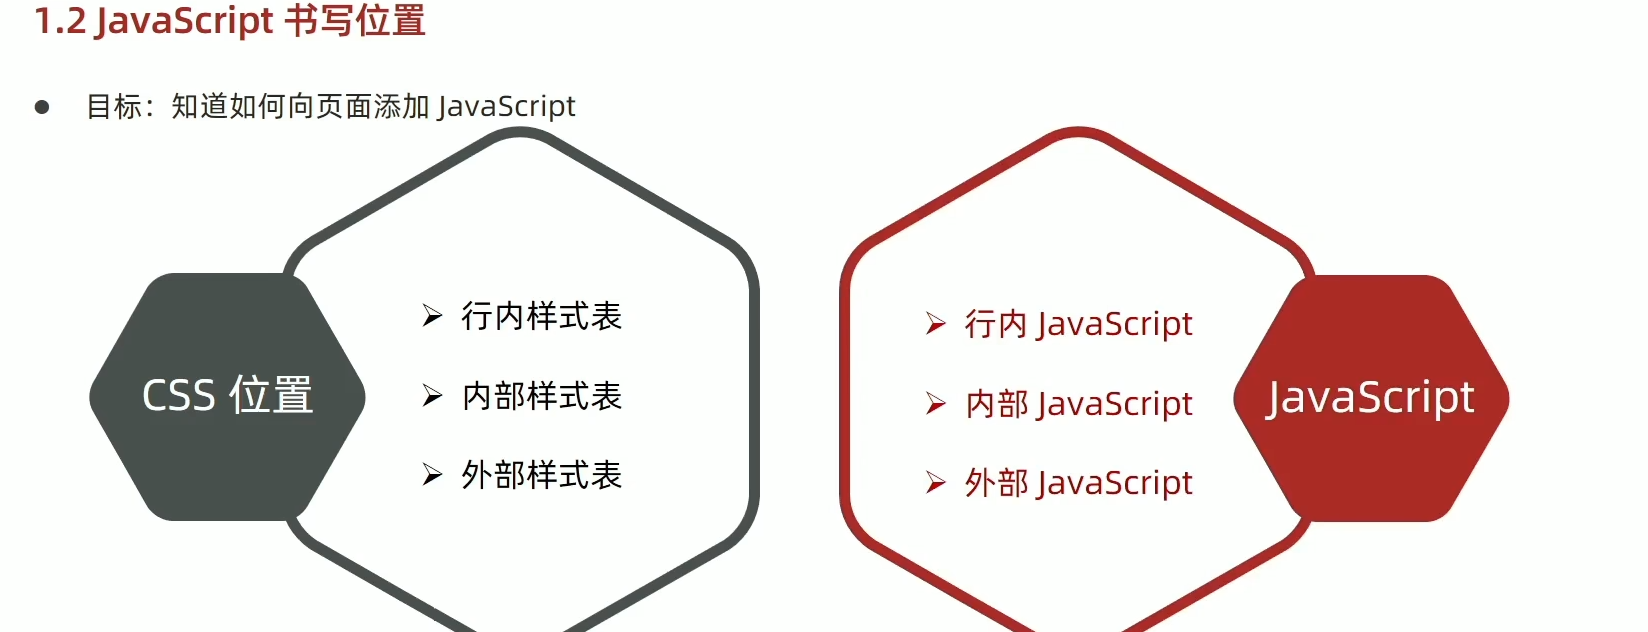 1.2 JavaScript 书写位置
目标：知道如何向页面添加 JavaScript
CSS 位置
行内样式表
内部样式表
外部样式表
行内 JavaScript
内部 JavaScript
外部 JavaScript
JavaScript